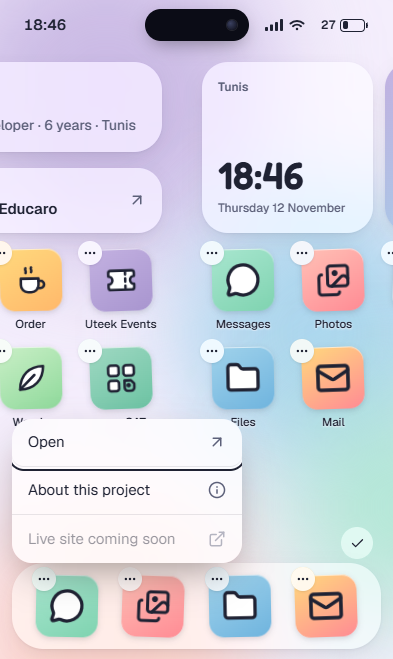 18:46
27
loper · 6 years · Tunis
Educaro
Tunis
18:46
Thursday 12 November
Order
Uteek Events
Messages
Photos
Files
Mail
Open
About this project
Live site coming soon